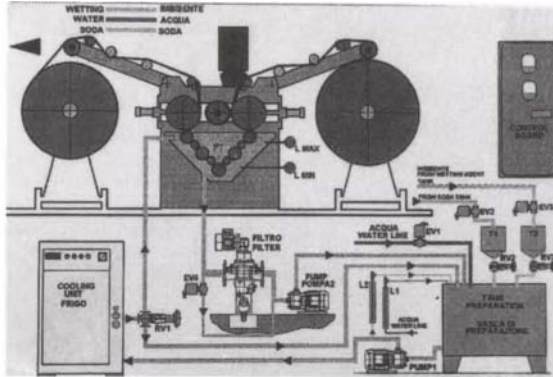 WETTING BIBISENTE
WATER ACQUA
SODA SODA
L MAX
L MIN
CONTROL
BOARD
FROM WETTING AGENT
TANK
FROM SODA TANK
EV2
EV3
T1
T2
RV2
ACQUA
WATER LINE
EV1
FILTRO
FILTER
EV4
COOLING
UNIT
FRIGO
RV1
PUMP
POMPA2
L2
L1
ACQUA
WATER LINE
PUMP1
TANK
PREPARATION
VASCA DI
PREPARAZIONE